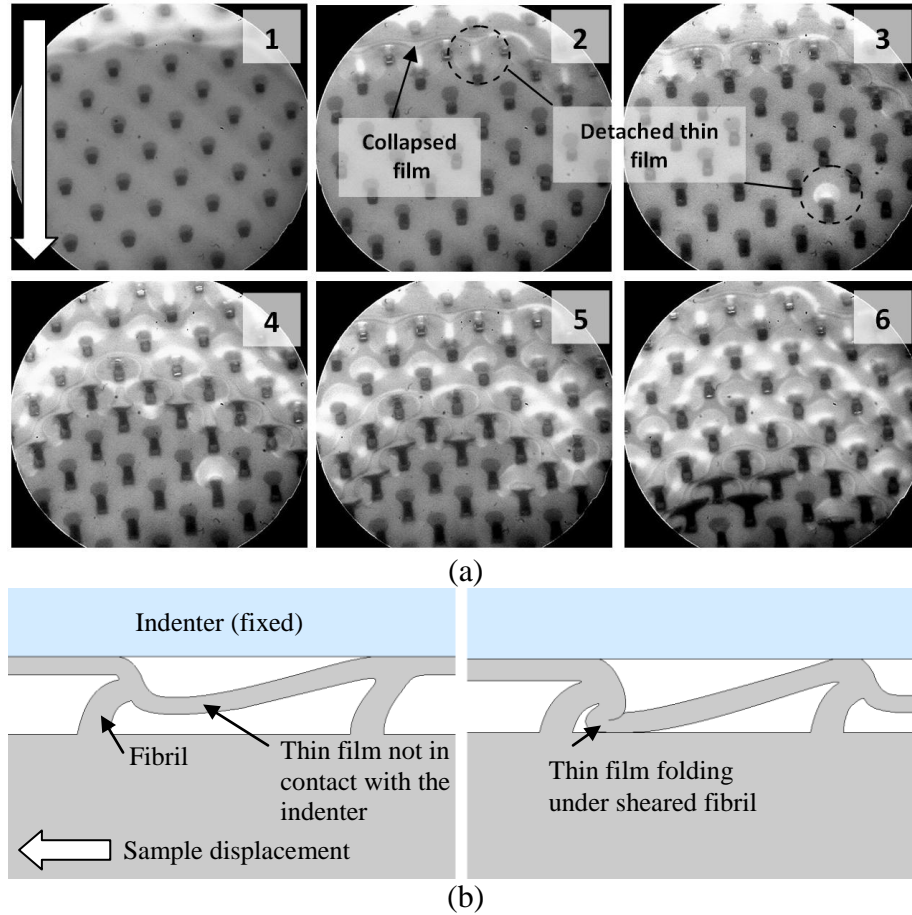 1
2
3
Collapsed
film
Detached thin
film
4
5
6
(a)
Indenter (fixed)
Fibril
Thin film not in
contact with the
indenter
Thin film folding
under sheared fibril
Sample displacement
(b)